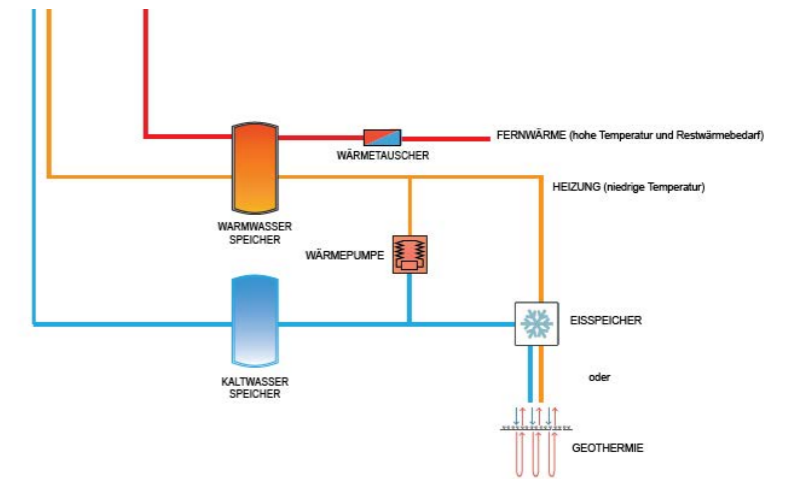 FERNWÄRME (hohe Temperatur und Restwärmebedarf)
WÄRMETAUSCHER
HEIZUNG (niedrige Temperatur)
WARMWASSER
SPEICHER
WÄRMEPUMPE
EISSPEICHER
KALTWASSER
SPEICHER
oder
GEOTHERMIE